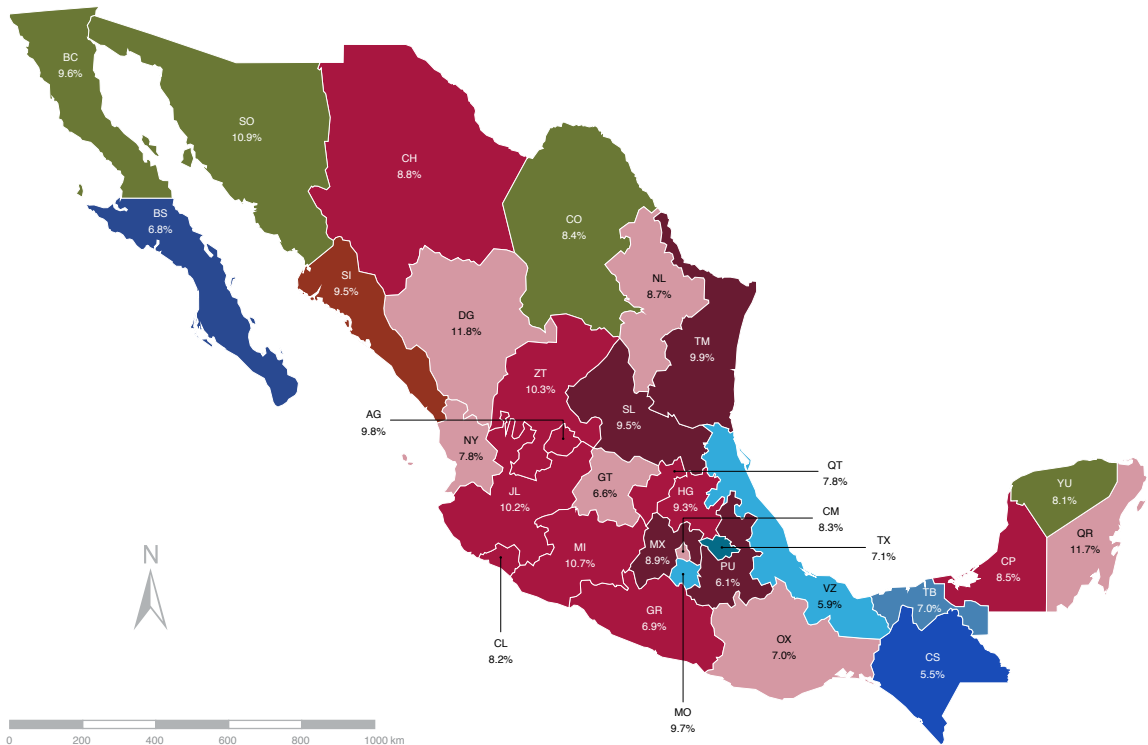 BC
9.6%
SO
10.9%
CH
8.8%
BS
6.8%
CO
8.4%
SI
9.5%
NL
8.7%
DG
11.8%
TM
9.9%
ZT
10.3%
AG
9.8%
SL
9.5%
NY
7.8%
QT
7.8%
GT
6.6%
JL
10.2%
HG
9.3%
YU
8.1%
CM
8.3%
QR
11.7%
TX
7.1%
MI
10.7%
MX
8.9%
PU
6.1%
CP
8.5%
N
VZ
5.9%
TB
7.0%
GR
6.9%
OX
7.0%
CL
8.2%
CS
5.5%
MO
9.7%
0 200 400 600 800 1000 km